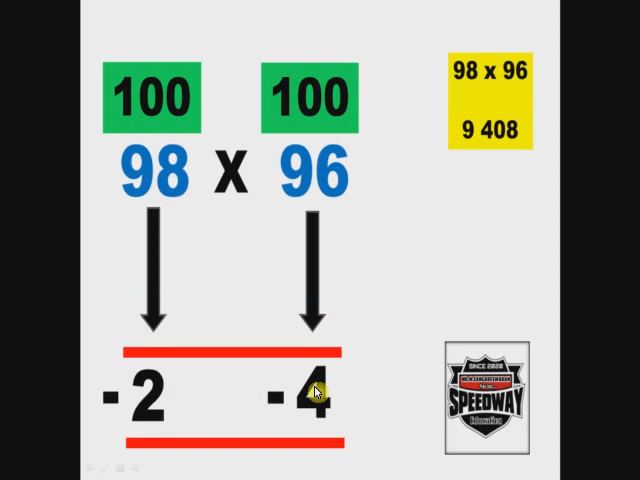 100 100
98 x 96
98 x 96
9 408
- 2 - 4
SINCE 2020
SPEEDWAY
Education